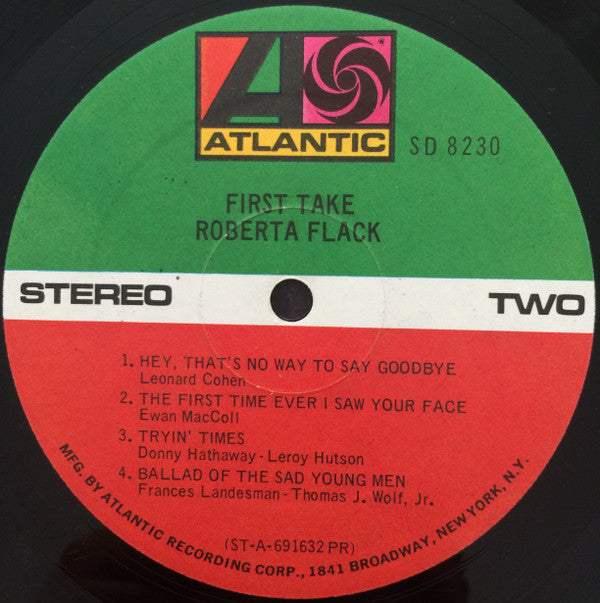 ATLANTIC
SD 8230
FIRST TAKE
ROBERTA FLACK
STEREO
TWO
1. HEY, THAT'S NO WAY TO SAY GOODBYE
Leonard Cohen
2. THE FIRST TIME EVER I SAW YOUR FACE
Ewan MacColl
3. TRYIN' TIMES
Donny Hathaway - Leroy Hutson
4. BALLAD OF THE SAD YOUNG MEN
Frances Landesman - Thomas J. Wolf, Jr.
(ST-A-691632 PR)
MFG. BY ATLANTIC RECORDING CORP., 1841 BROADWAY, NEW YORK, N.Y.